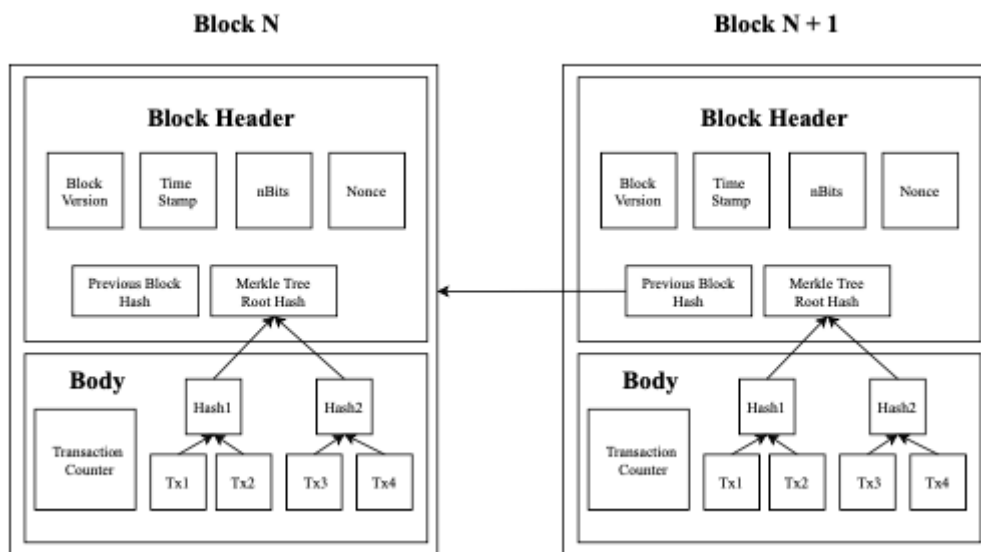 Block N
Block Header
Block
Version
Time
Stamp
nBits
Nonce
Previous Block
Hash
Merkle Tree
Root Hash
Body
Transaction
Counter
Hash1
Hash2
Tx1
Tx2
Tx3
Tx4
Block N + 1
Block Header
Block
Version
Time
Stamp
nBits
Nonce
Previous Block
Hash
Merkle Tree
Root Hash
Body
Transaction
Counter
Hash1
Hash2
Tx1
Tx2
Tx3
Tx4